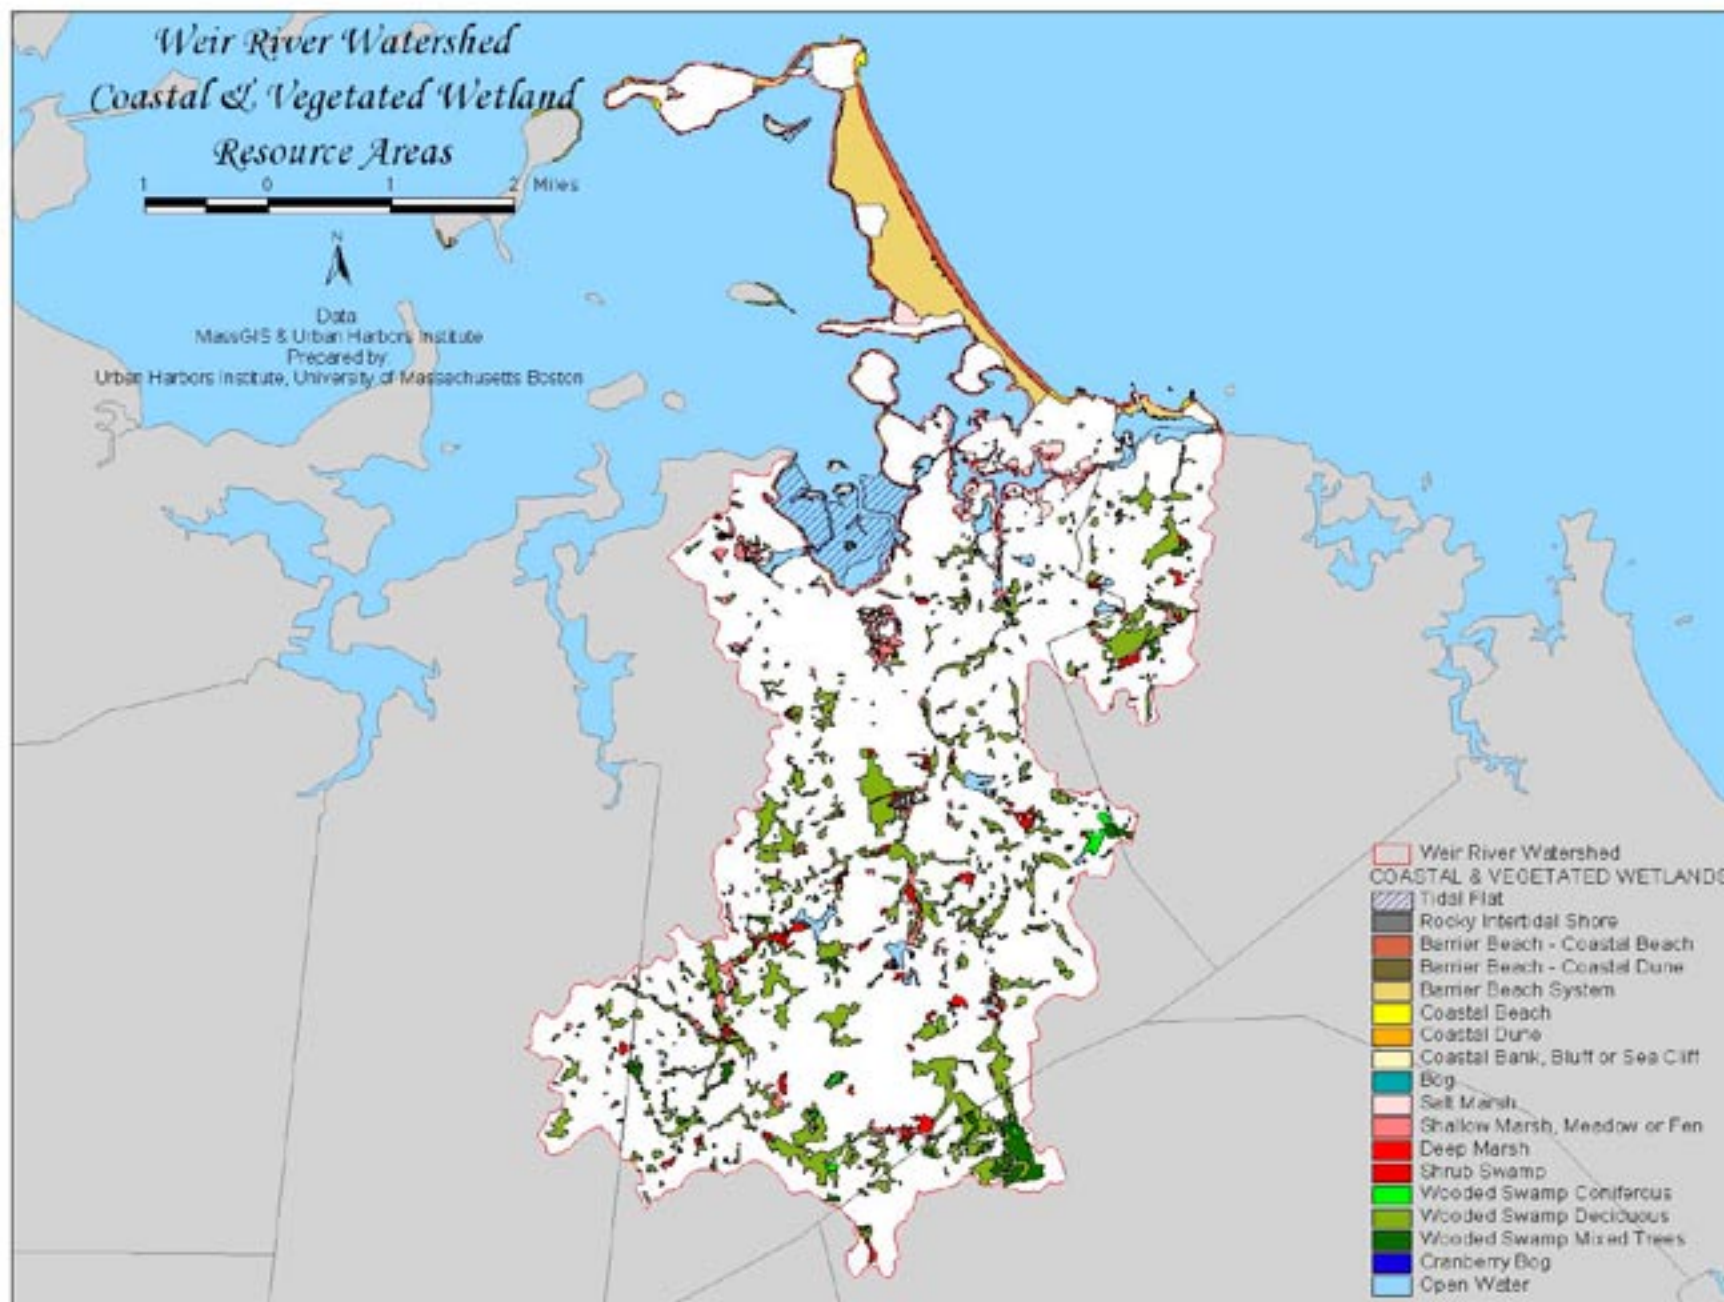 Weir River Watershed
Coastal & Vegetated Wetland
Resource Areas
1 0 1 2 Miles
N
Data
MassGIS & Urban Harbors Institute
Prepared by
Urban Harbors Institute, University of Massachusetts Boston
Weir River Watershed
COASTAL & VEGETATED WETLANDS
Tidal Flat
Rocky Intertidal Shore
Barrier Beach - Coastal Beach
Barrier Beach - Coastal Dune
Barrier Beach System
Coastal Beach
Coastal Dune
Coastal Bank, Bluff or Sea Cliff
Bog
Salt Marsh
Shallow Marsh, Meadow or Fen
Deep Marsh
Shrub Swamp
Wooded Swamp Coniferous
Wooded Swamp Deciduous
Wooded Swamp Mixed Trees
Cranberry Bog
Open Water